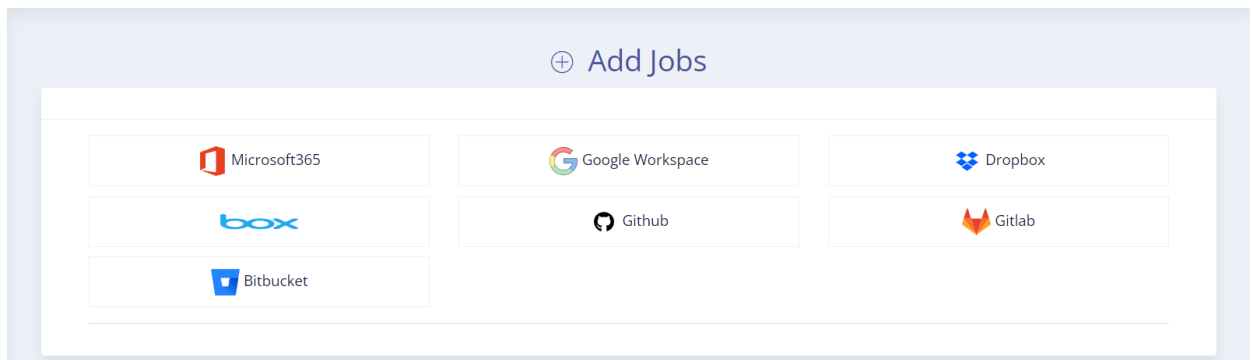 Add Jobs
Microsoft365
Google Workspace
Dropbox
box
Github
Gitlab
Bitbucket